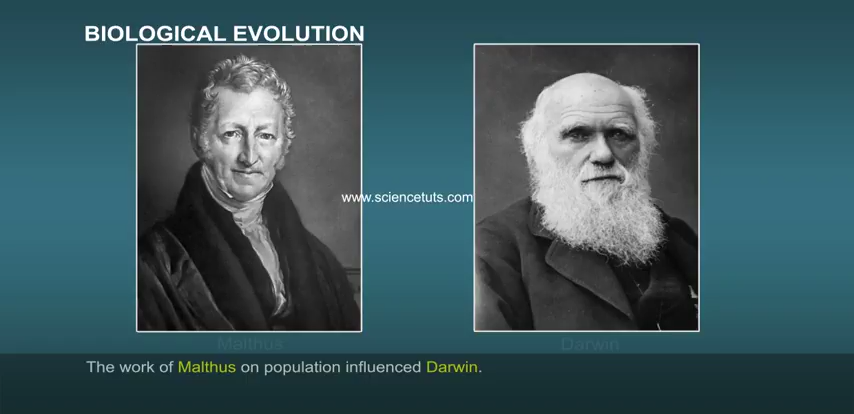 BIOLOGICAL EVOLUTION
www.sciencetuts.com
Malthus
Darwin
The work of Malthus on population influenced Darwin.